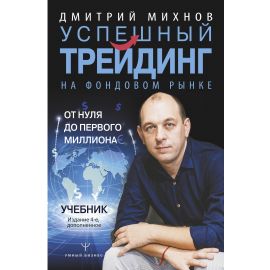 ДМИТРИЙ МИХНОВ
УСПЕШНЫЙ
ТРЕЙДИНГ
НА ФОНДОВОМ РЫНКЕ
ОТ НУЛЯ
ДО ПЕРВОГО
МИЛЛИОНА€
УЧЕБНИК
Издание 4-е,
дополненное
УМНЫЙ БИЗНЕС